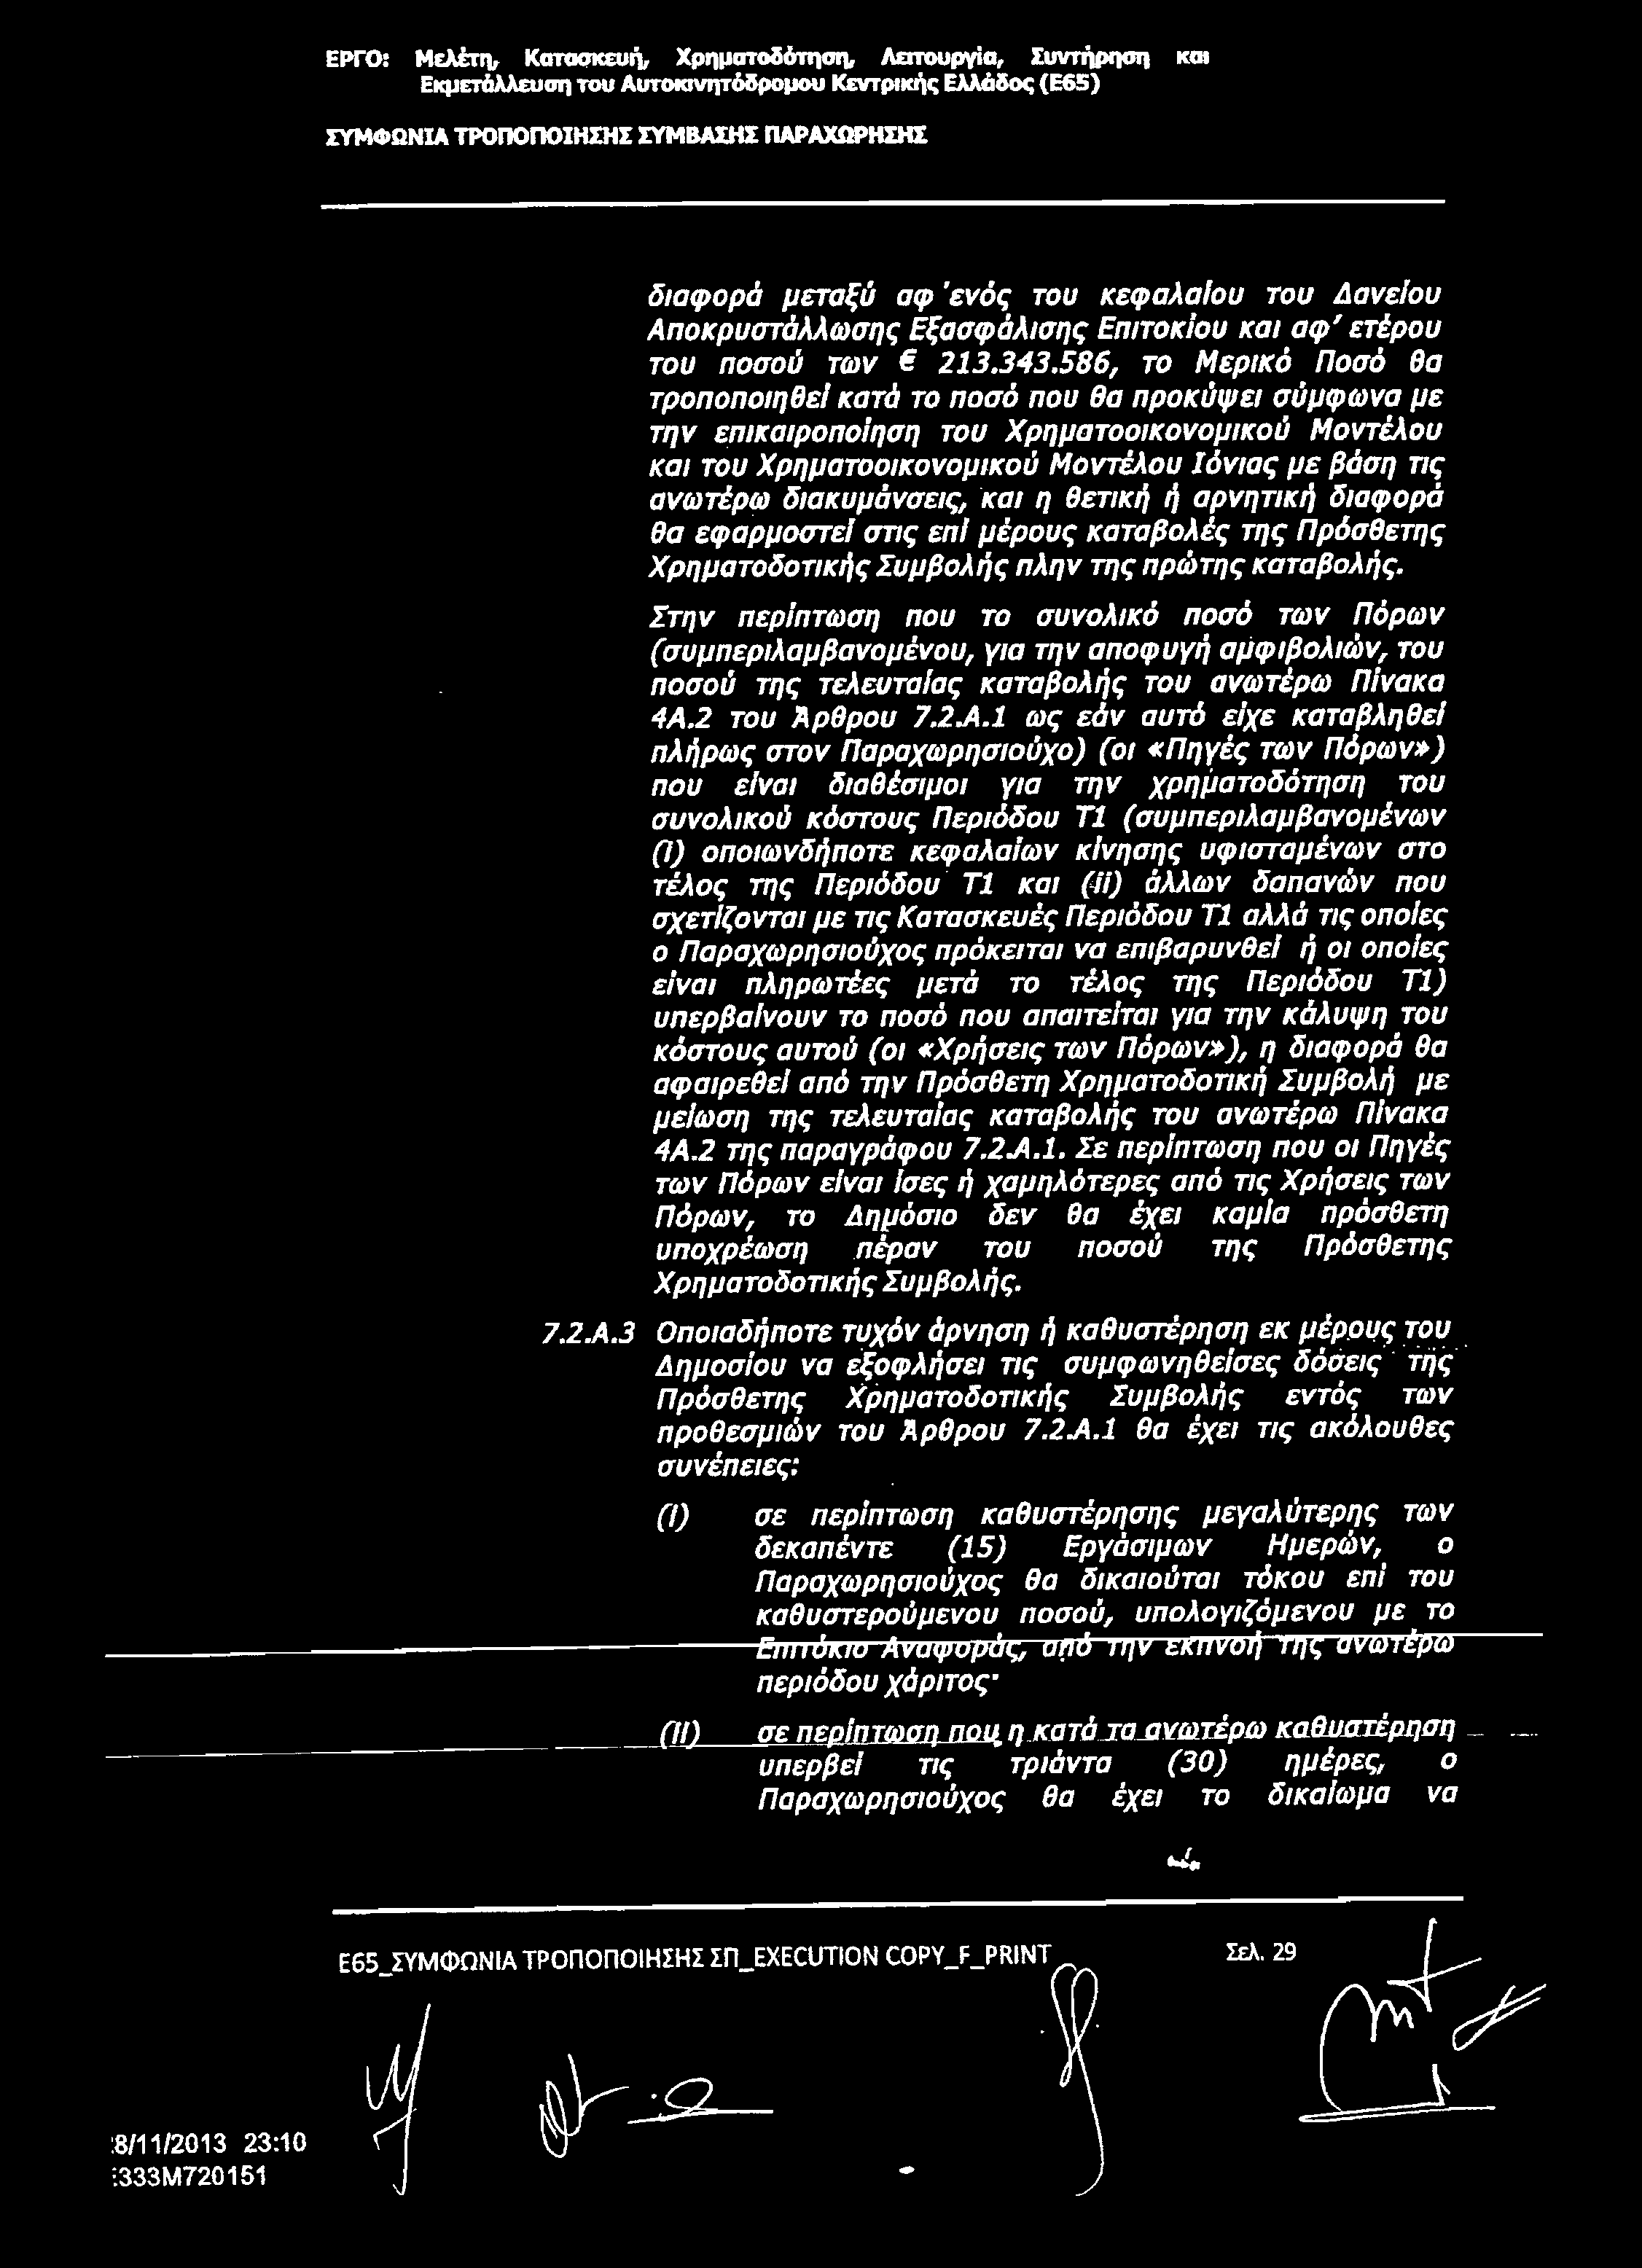 ΕΡΓΟ: Μελέτη, Κατασκευή, Χρηματοδότηση, Λειτουργία, Συντήρηση και
Εκμετάλλευση του Αυτοκινητόδρομου Κεντρικής Ελλάδος (Ε65)
ΣΥΜΦΩΝΙΑ ΤΡΟΠΟΠΟΙΗΣΗΣ ΣΥΜΒΑΣΗΣ ΠΑΡΑΧΩΡΗΣΗΣ
διαφορά μεταξύ αφ 'ενός του κεφαλαίου του Δανείου
Αποκρυστάλλωσης Εξασφάλισης Επιτοκίου και αφ' ετέρου
του ποσού των € 213.343.586, το Μερικό Ποσό θα
τροποποιηθεί κατά το ποσό που θα προκύψει σύμφωνα με
την επικαιροποίηση του Χρηματοοικονομικού Μοντέλου
και του Χρηματοοικονομικού Μοντέλου Ιόνιας με βάση τις
ανωτέρω διακυμάνσεις, και η θετική ή αρνητική διαφορά
θα εφαρμοστεί στις επί μέρους καταβολές της Πρόσθετης
Χρηματοδοτικής Συμβολής πλην της πρώτης καταβολής.
Στην περίπτωση που το συνολικό ποσό των Πόρων
(συμπεριλαμβανομένου, για την αποφυγή αμφιβολιών, του
ποσού της τελευταίας καταβολής του ανωτέρω Πίνακα
4Α.2 του Άρθρου 7.2.Α.1 ως εάν αυτό είχε καταβληθεί
πλήρως στον Παραχωρησιούχο) (οι «Πηγές των Πόρων»)
που είναι διαθέσιμοι για την χρηματοδότηση του
συνολικού κόστους Περιόδου Τ1 (συμπεριλαμβανομένων
(i) οποιωνδήποτε κεφαλαίων κίνησης υφισταμένων στο
τέλος της Περιόδου Τ1 και (ii) άλλων δαπανών που
σχετίζονται με τις Κατασκευές Περιόδου Τ1 αλλά τις οποίες
ο Παραχωρησιούχος πρόκειται να επιβαρυνθεί ή οι οποίες
είναι πληρωτέες μετά το τέλος της Περιόδου Τ1)
υπερβαίνουν το ποσό που απαιτείται για την κάλυψη του
κόστους αυτού (οι «Χρήσεις των Πόρων»), η διαφορά θα
αφαιρεθεί από την Πρόσθετη Χρηματοδοτική Συμβολή με
μείωση της τελευταίας καταβολής του ανωτέρω Πίνακα
4Α.2 της παραγράφου 7.2.Α.1. Σε περίπτωση που οι Πηγές
των Πόρων είναι ίσες ή χαμηλότερες από τις Χρήσεις των
Πόρων, το Δημόσιο δεν θα έχει καμία πρόσθετη
υποχρέωση πέραν του ποσού της Πρόσθετης
Χρηματοδοτικής Συμβολής.
7.2.Α.3 Οποιαδήποτε τυχόν άρνηση ή καθυστέρηση εκ μέρους του
Δημοσίου να εξοφλήσει τις συμφωνηθείσες δόσεις της
Πρόσθετης Χρηματοδοτικής Συμβολής εντός των
προθεσμιών του Άρθρου 7.2.Α.1 θα έχει τις ακόλουθες
συνέπειες:
(i) σε περίπτωση καθυστέρησης μεγαλύτερης των
δεκαπέντε (15) Εργάσιμων Ημερών, ο
Παραχωρησιούχος θα δικαιούται τόκου επί του
καθυστερούμενου ποσού, υπολογιζόμενου με το
Επιτόκιο Αναφοράς, από την εκπνοή της ανωτέρω
περιόδου χάριτος·
(ii) σε περίπτωση που η κατά τα ανωτέρω καθυστέρηση
υπερβεί τις τριάντα (30) ημέρες, ο
Παραχωρησιούχος θα έχει το δικαίωμα να
E65_ΣΥΜΦΩΝΙΑ ΤΡΟΠΟΠΟΙΗΣΗΣ ΣΠ_EXECUTION COPY_F_PRINT Σελ. 29
8/11/2013 23:10
333M720151